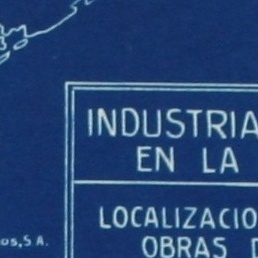 INDUSTRIA
EN LA
LOCALIZACIO
OBRAS D
os, S.A.